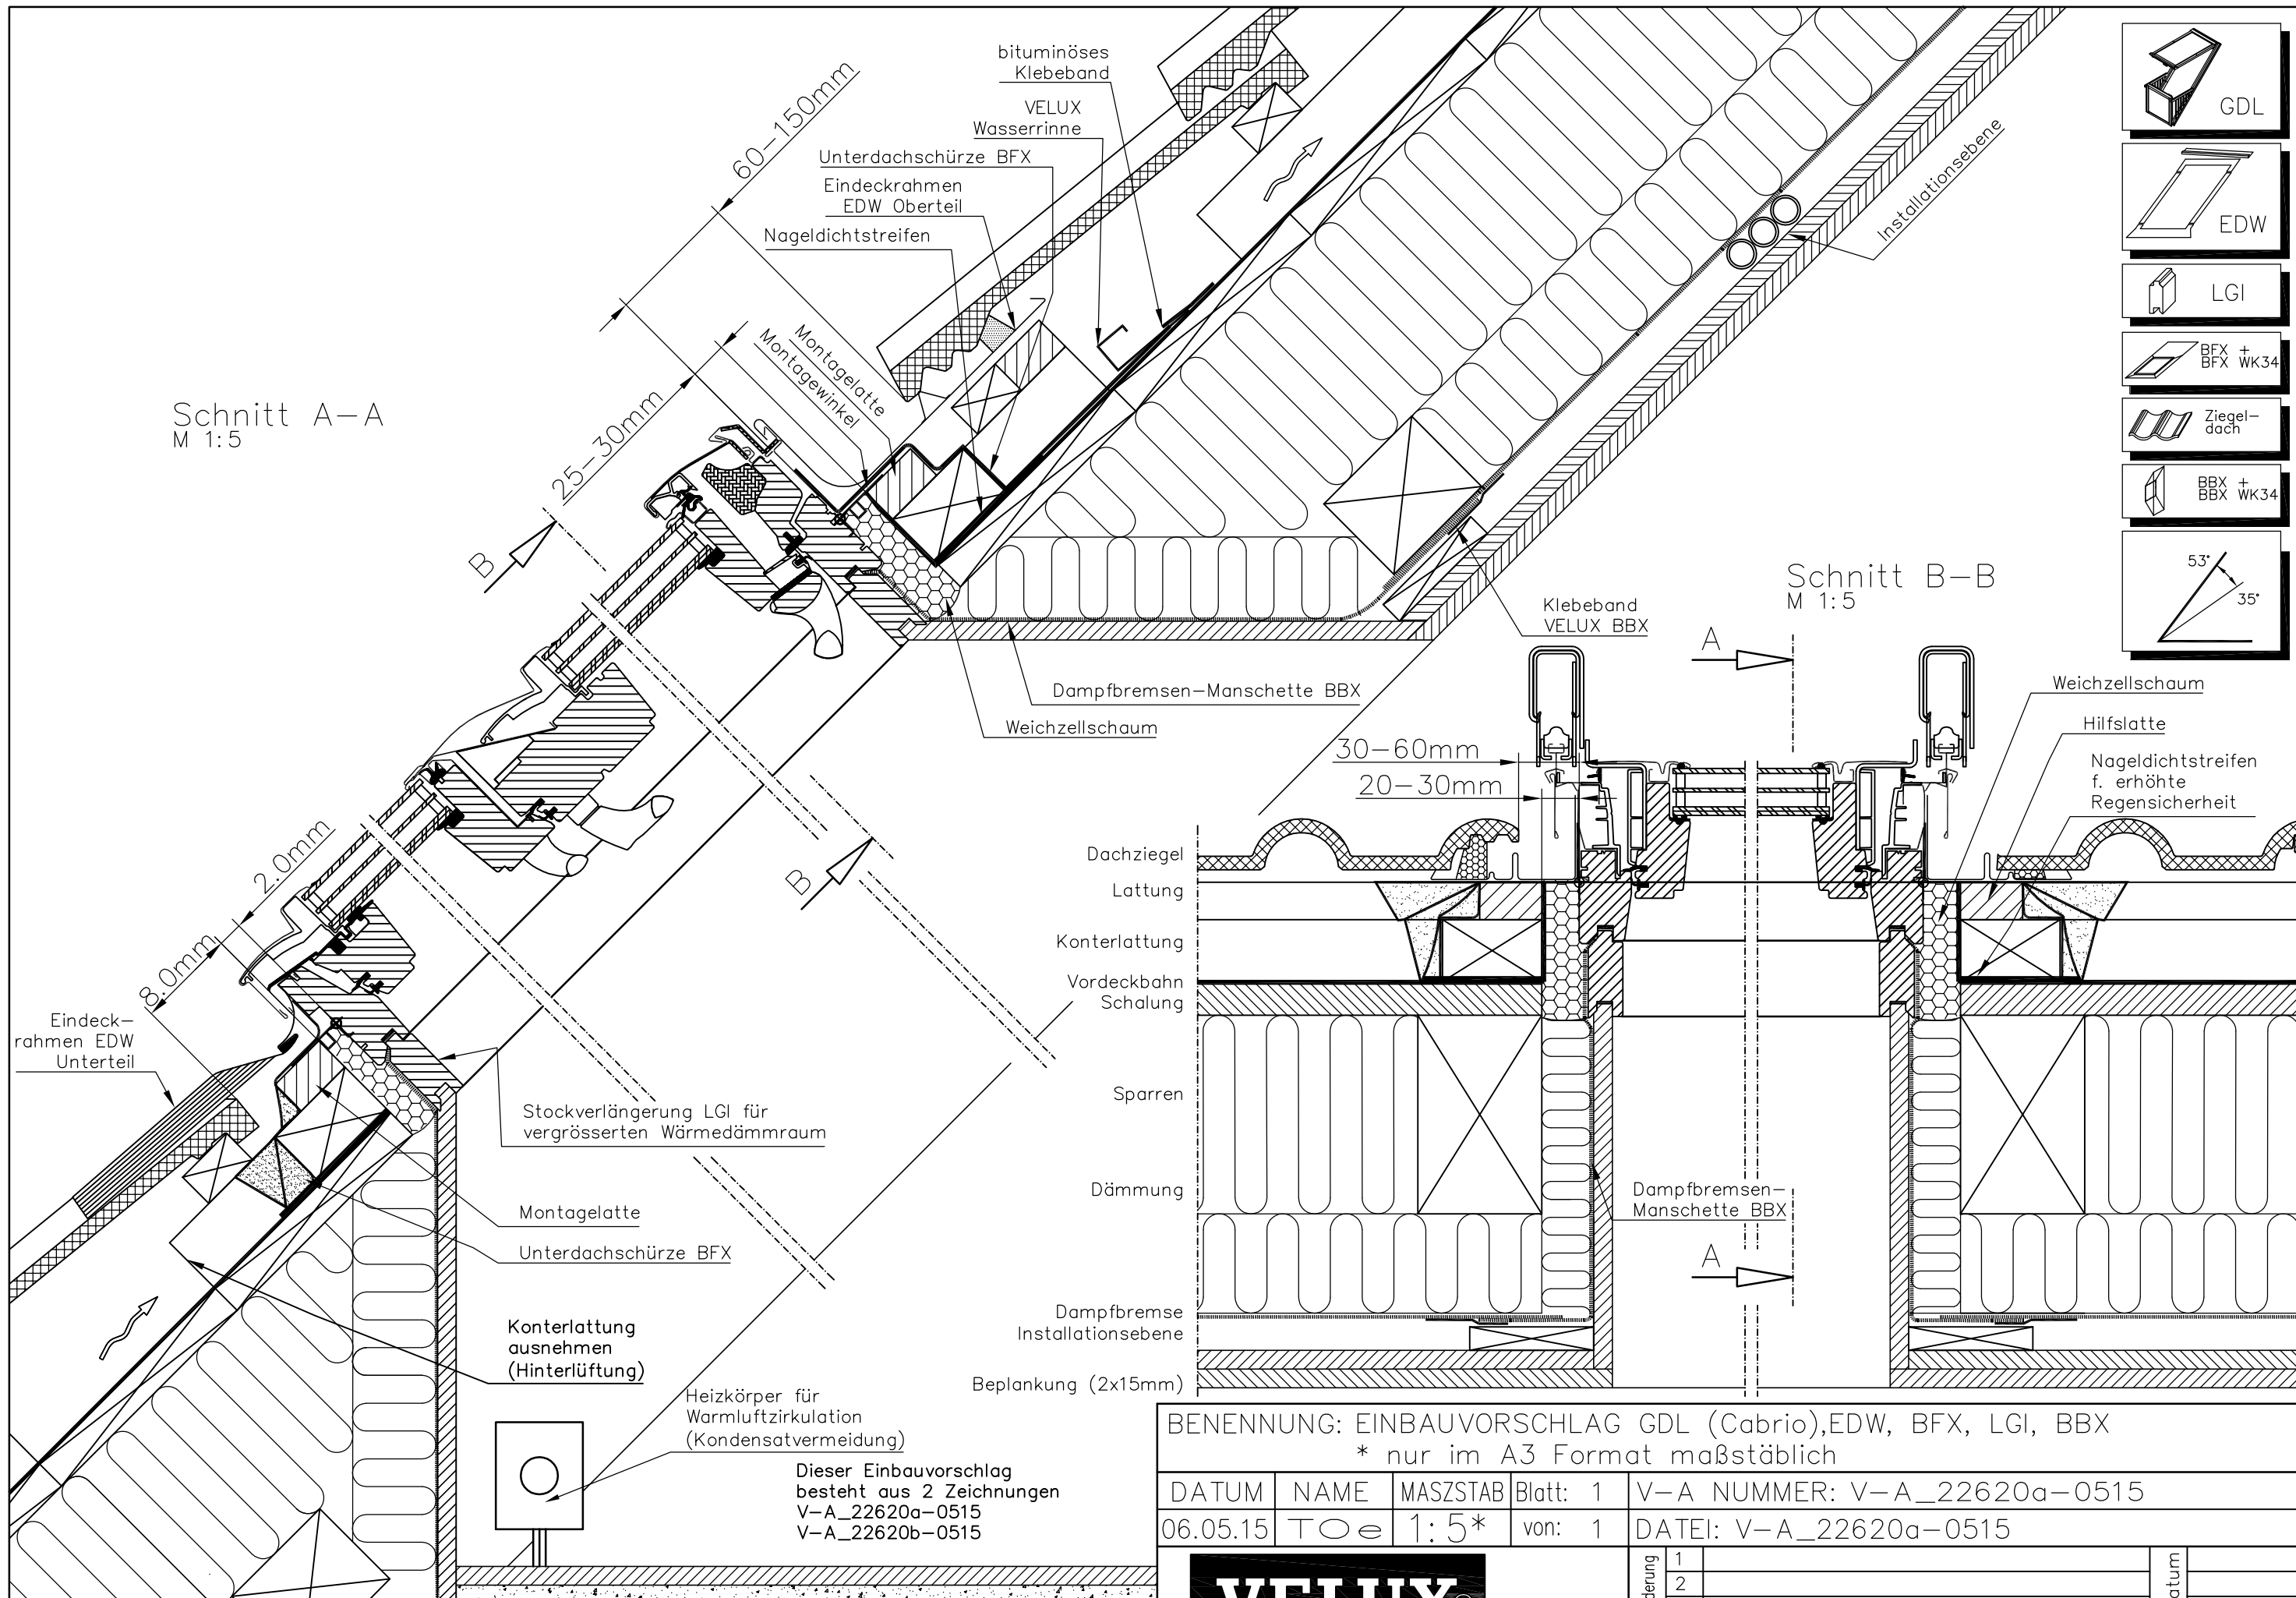 Schnitt A-A
M 1:5
60-150mm
25-30mm
2.0mm
8.0mm
bituminöses
Klebeband
VELUX
Wasserrinne
Unterdachschürze BFX
Eindeckrahmen
EDW Oberteil
Nageldichtstreifen
Montagelatte
Montagewinkel
Installationsebene
B
B
Klebeband
VELUX BBX
Dampfbremsen-Manschette BBX
Weichzellschaum
Eindeck-
rahmen EDW
Unterteil
Stockverlängerung LGI für
vergrösserten Wärmedämmraum
Montagelatte
Unterdachschürze BFX
Konterlattung
ausnehmen
(Hinterlüftung)
Heizkörper für
Warmluftzirkulation
(Kondensatvermeidung)
Dieser Einbauvorschlag
besteht aus 2 Zeichnungen
V-A_22620a-0515
V-A_22620b-0515
GDL
EDW
LGI
BFX +
BFX WK34
Ziegel-
dach
BBX +
BBX WK34
53°
35°
Schnitt B-B
M 1:5
A
30-60mm
20-30mm
Weichzellschaum
Hilfslatte
Nageldichtstreifen
f. erhöhte
Regensicherheit
Dachziegel
Lattung
Konterlattung
Vordeckbahn
Schalung
Sparren
Dämmung
Dampfbremsen-
Manschette BBX
A
Dampfbremse
Installationsebene
Beplankung (2x15mm)
BENENNUNG: EINBAUVORSCHLAG GDL (Cabrio),EDW, BFX, LGI, BBX
* nur im A3 Format maßstäblich
DATUM NAME MASZSTAB Blatt: 1 V-A NUMMER: V-A_22620a-0515
06.05.15 TOe 1:5* von: 1 DATEI: V-A_22620a-0515
VELUX
1
2